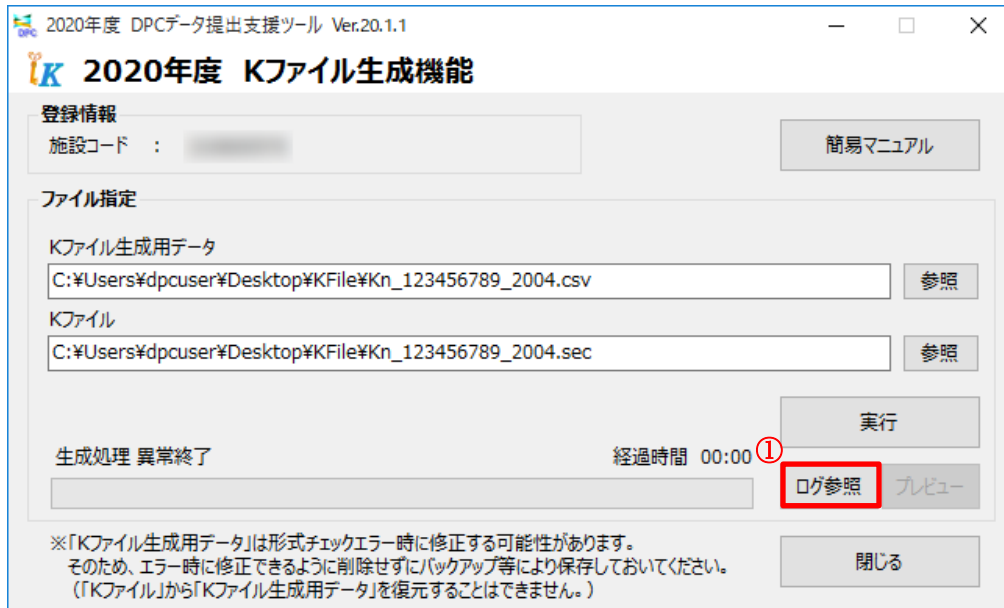 2020年度 DPCデータ提出支援ツール Ver.20.1.1
2020年度 Kファイル生成機能
登録情報
施設コード :
簡易マニュアル
ファイル指定
Kファイル生成用データ
C:¥Users¥dpcuser¥Desktop¥KFile¥Kn_123456789_2004.csv
参照
Kファイル
C:¥Users¥dpcuser¥Desktop¥KFile¥Kn_123456789_2004.sec
参照
実行
生成処理 異常終了
経過時間 00:00
①
ログ参照
プレビュー
※「Kファイル生成用データ」は形式チェックエラー時に修正する可能性があります。
そのため、エラー時に修正できるように削除せずにバックアップ等により保存しておいてください。
(「Kファイル」から「Kファイル生成用データ」を復元することはできません。)
閉じる